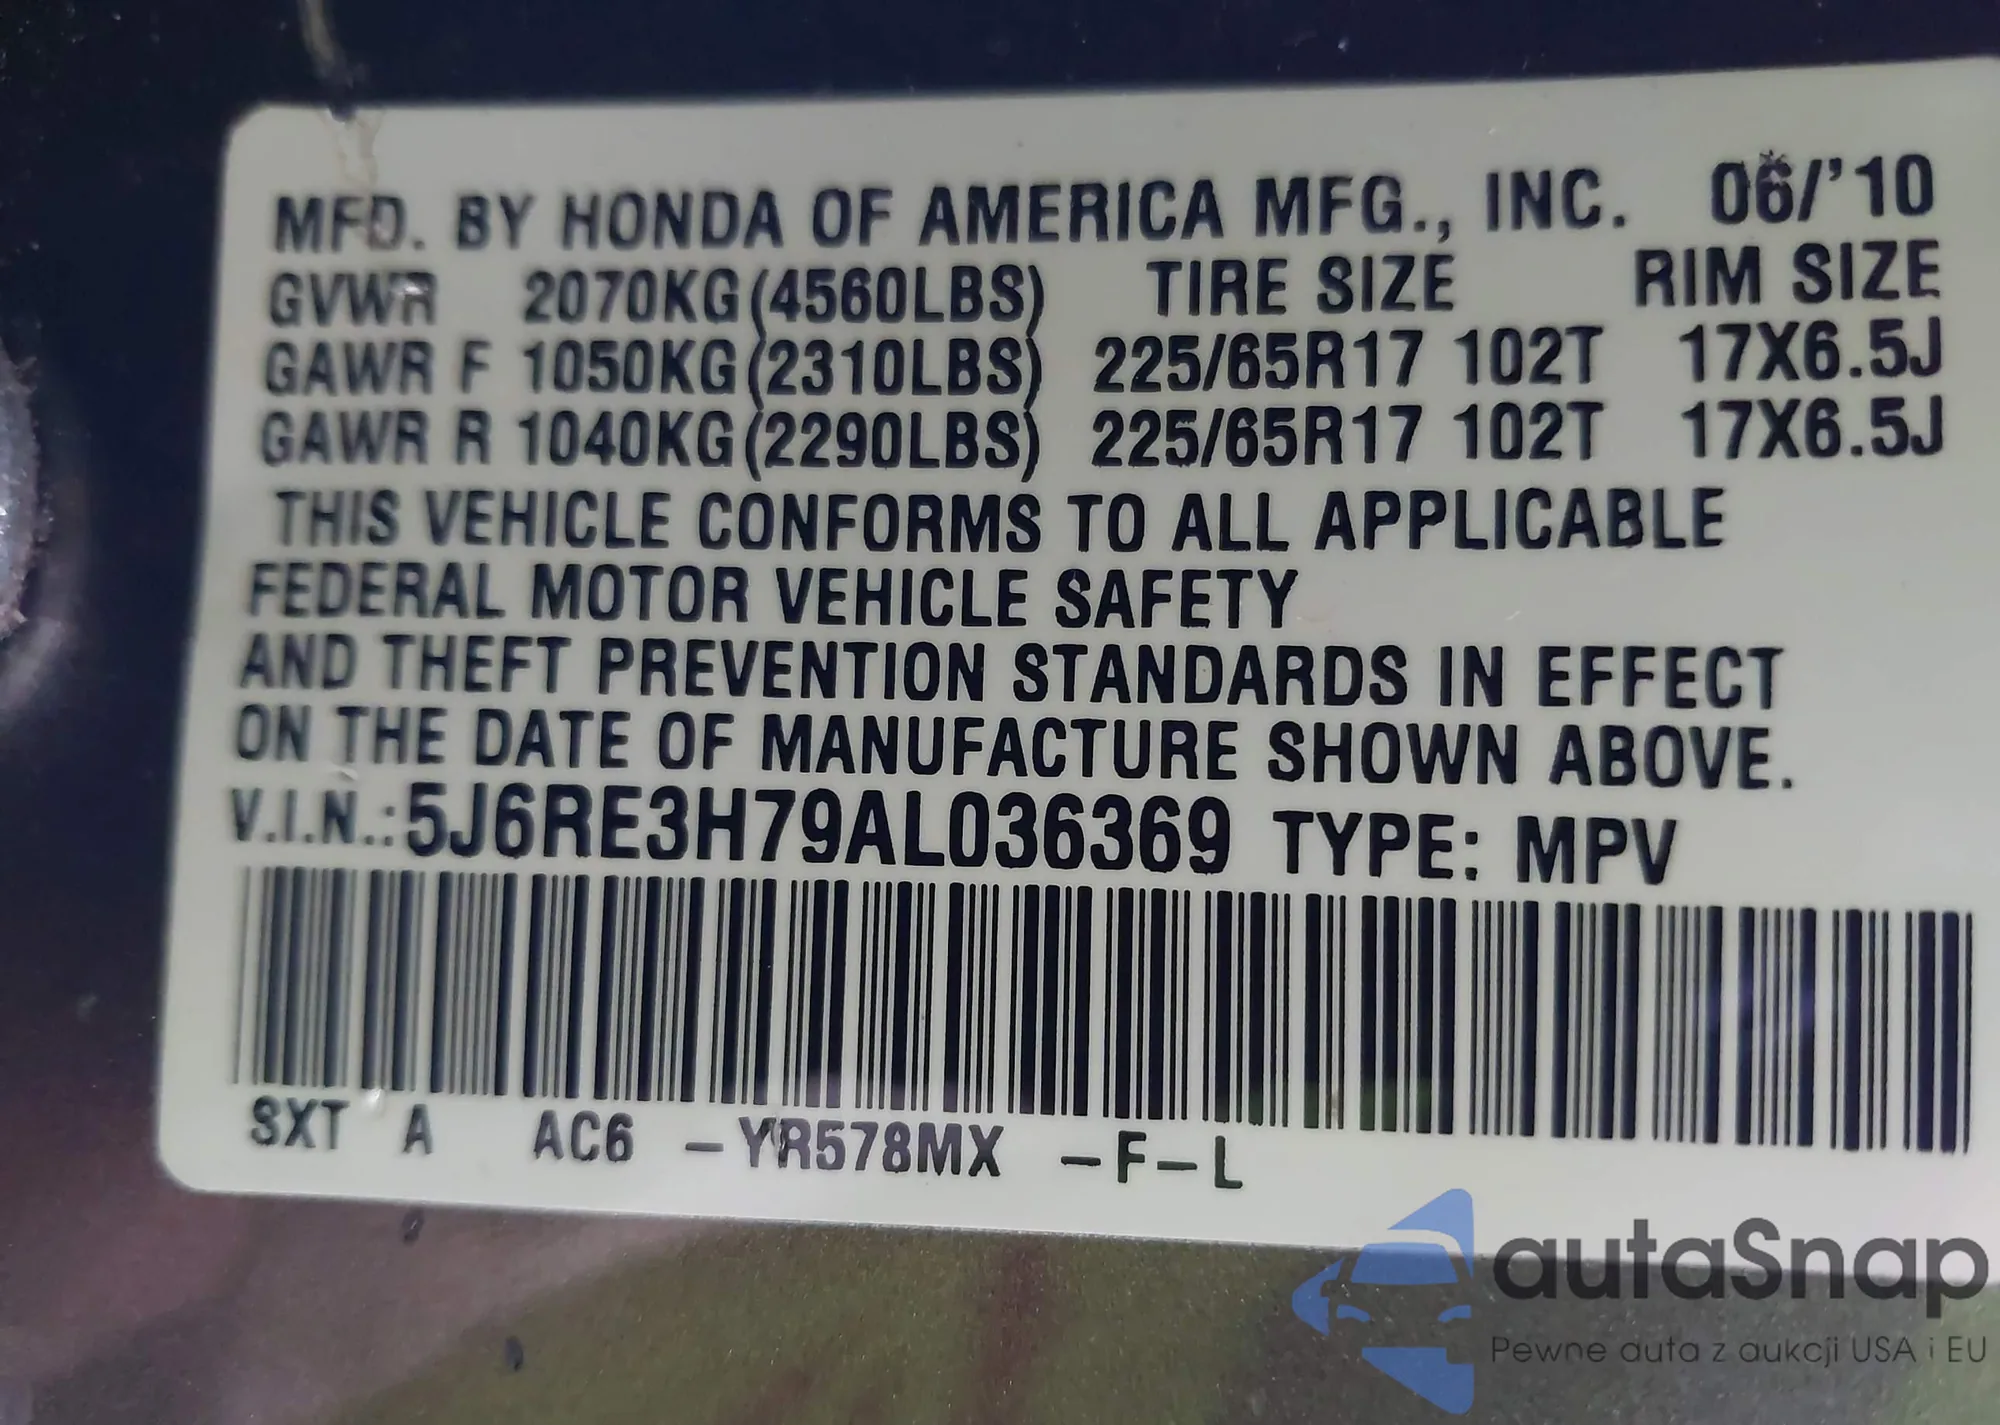 MFD. BY HONDA OF AMERICA MFG., INC. 06/'10
GVWR 2070KG(4560LBS) TIRE SIZE RIM SIZE
GAWR F 1050KG(2310LBS) 225/65R17 102T 17X6.5J
GAWR R 1040KG(2290LBS) 225/65R17 102T 17X6.5J
THIS VEHICLE CONFORMS TO ALL APPLICABLE
FEDERAL MOTOR VEHICLE SAFETY
AND THEFT PREVENTION STANDARDS IN EFFECT
ON THE DATE OF MANUFACTURE SHOWN ABOVE.
V.I.N.:5J6RE3H79AL036369 TYPE: MPV
SXT A AC6 -YR578MX -F-L
autaSnap
Pewne auta z aukcji USA i EU